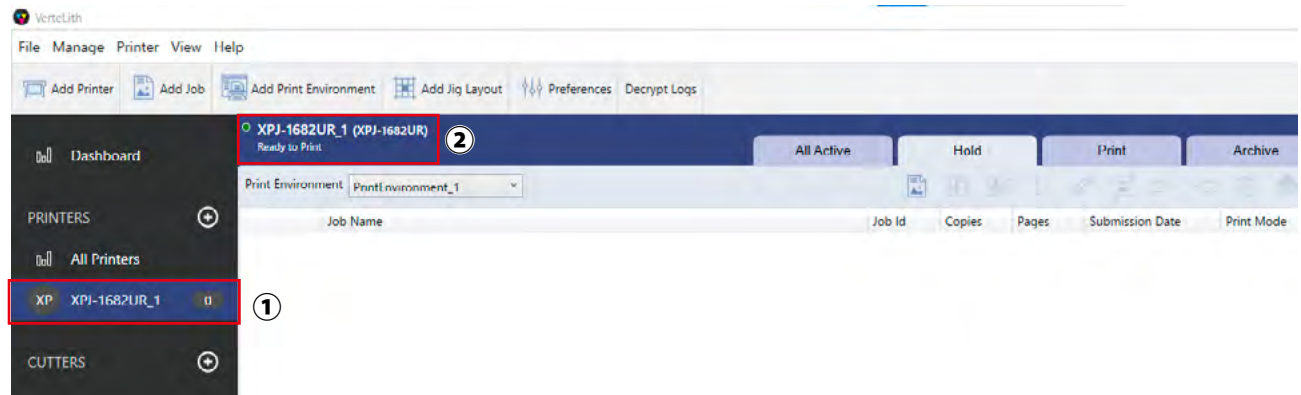 VerteLith
File Manage Printer View Help
Add Printer Add Job Add Print Environment Add Jig Layout Preferences Decrypt Logs
XPJ-1682UR_1 (XPJ-1682UR)
Ready to Print
②
Dashboard
All Active Hold Print Archive
Print Environment PrintEnvironment_1
PRINTERS
Job Name Job Id Copies Pages Submission Date Print Mode
All Printers
XP XPJ-1682UR_1 0
①
CUTTERS